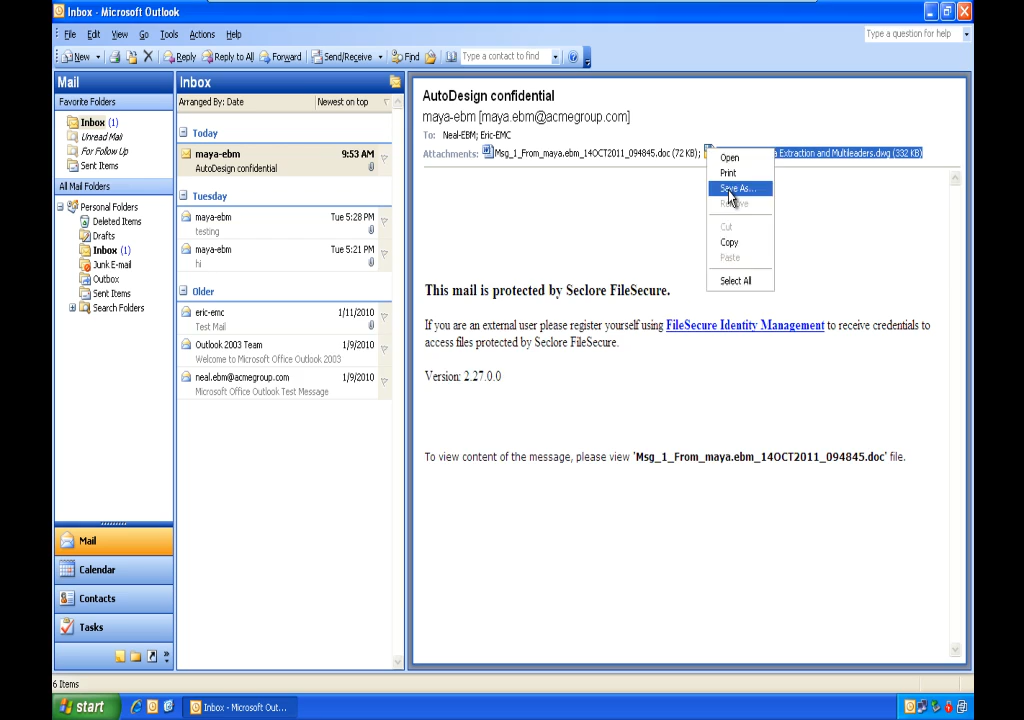 Inbox - Microsoft Outlook
File Edit View Go Tools Actions Help
Type a question for help
New Reply Reply to All Forward Send/Receive Find Type a contact to find
Mail
Favorite Folders
Inbox (1)
Unread Mail
For Follow Up
Sent Items
All Mail Folders
Personal Folders
Deleted Items
Drafts
Inbox (1)
Junk E-mail
Outbox
Sent Items
Search Folders
Mail
Calendar
Contacts
Tasks
Inbox
Arranged By: Date Newest on top
Today
maya-ebm 9:53 AM
AutoDesign confidential
Tuesday
maya-ebm Tue 5:28 PM
testing
maya-ebm Tue 5:21 PM
hi
Older
eric-emc 1/11/2010
Test Mail
Outlook 2003 Team 1/9/2010
Welcome to Microsoft Office Outlook 2003
neal.ebm@acmegroup.com 1/9/2010
Microsoft Office Outlook Test Message
AutoDesign confidential
maya-ebm [maya.ebm@acmegroup.com]
To: Neal-EBM; Eric-EMC
Attachments: Msg_1_From_maya.ebm_14OCT2011_094845.doc (72 KB); Extraction and Multileaders.dwg (332 KB)
Open
Print
Save As...
Cut
Copy
Paste
Select All
This mail is protected by Seclore FileSecure.
If you are an external user please register yourself using FileSecure Identity Management to receive credentials to
access files protected by Seclore FileSecure.
Version: 2.27.0.0
To view content of the message, please view 'Msg_1_From_maya.ebm_14OCT2011_094845.doc' file.
6 Items
start Inbox - Microsoft Out...